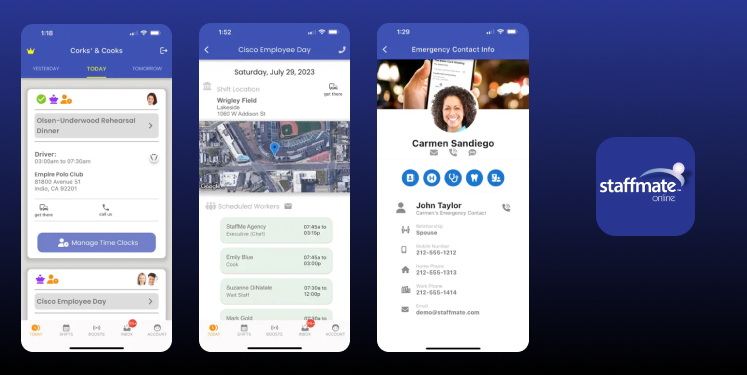 1:18
Corks' & Cooks
YESTERDAY
TODAY
TOMORROW
Olsen-Underwood Rehearsal
Dinner
Driver:
03:00am to 07:30am
Empire Polo Club
81800 Avenue 51
Indio, CA 92201
get there
call us
Manage Time Clocks
Cisco Employee Day
TODAY
SHIFTS
BOOSTS
INBOX
ACCOUNT
1:52
Cisco Employee Day
Saturday, July 29, 2023
Shift Location
get there
Wrigley Field
Lakeside
1060 W Addison St
Google
Scheduled Workers
StaffMe Agency
07:45a to
Executive (Chef)
03:15p
Emily Blue
07:45a to
Cook
03:00p
Suzanne DiNatale
07:30a to
Wait Staff
12:00p
Mark Gold
07:30a to
TODAY
SHIFTS
BOOSTS
INBOX
ACCOUNT
1:29
Emergency Contact Info
Carmen Sandiego
John Taylor
Carmen's Emergency Contact
Relationship
Spouse
Mobile Number
212-555-1212
Home Phone
212-555-1313
Work Phone
212-555-1414
Email
demo@staffmate.com
staffmate
online